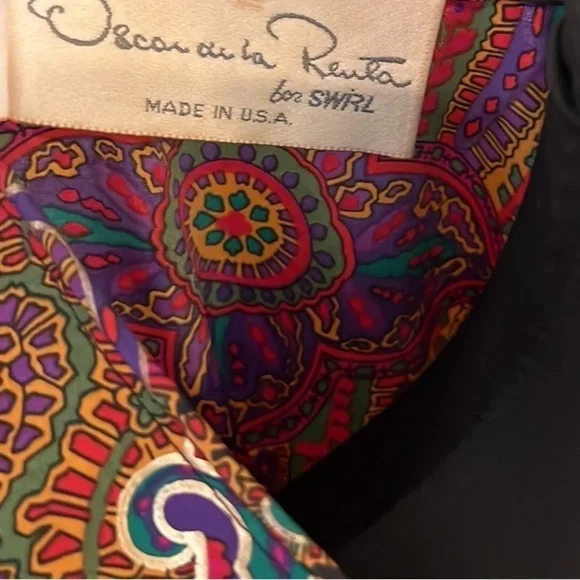 Oscar de la Renta
for SWIRL
MADE IN U.S.A.